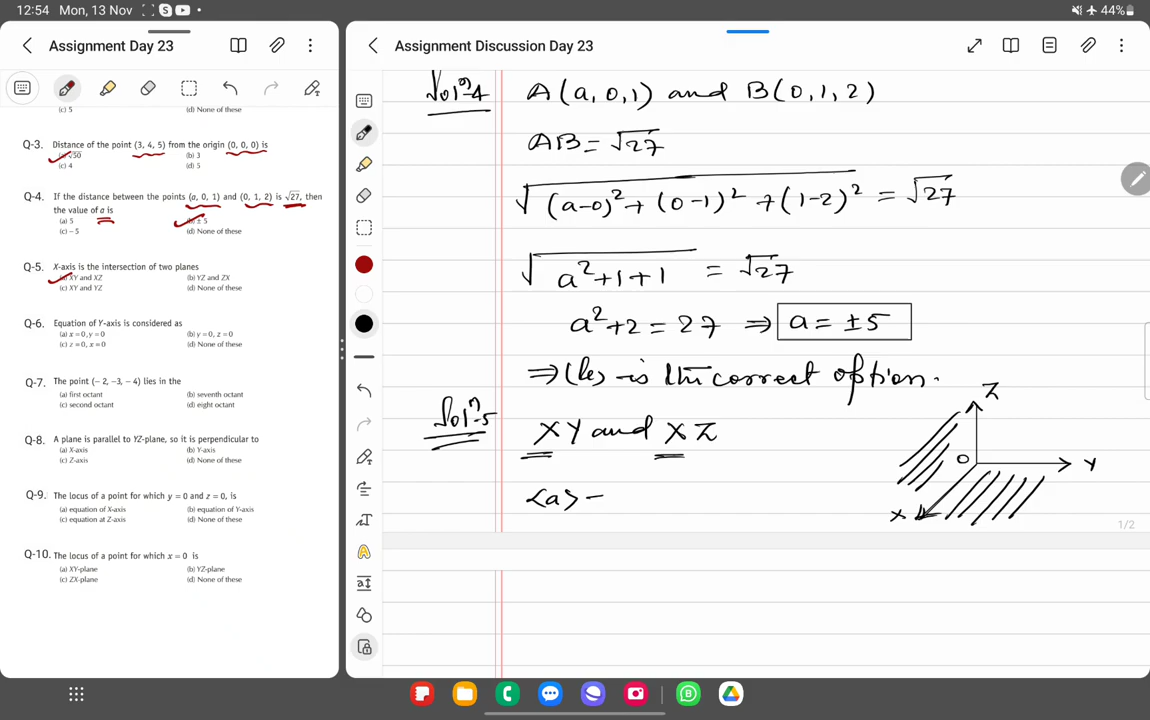 12:54 Mon, 13 Nov
44%
Assignment Day 23
(c) 5 (d) None of these
Q-3. Distance of the point (3, 4, 5) from the origin (0, 0, 0) is
(a) √50 (b) 3
(c) 4 (d) 5
Q-4. If the distance between the points (a, 0, 1) and (0, 1, 2) is √27, then
the value of a is
(a) 5 (b) ± 5
(c) – 5 (d) None of these
Q-5. X-axis is the intersection of two planes
(a) XY and XZ (b) YZ and ZX
(c) XY and YZ (d) None of these
Q-6. Equation of Y-axis is considered as
(a) x = 0, y = 0 (b) y = 0, z = 0
(c) z = 0, x = 0 (d) None of these
Q-7. The point (– 2, –3, – 4) lies in the
(a) first octant (b) seventh octant
(c) second octant (d) eight octant
Q-8. A plane is parallel to YZ-plane, so it is perpendicular to
(a) X-axis (b) Y-axis
(c) Z-axis (d) None of these
Q-9. The locus of a point for which y = 0 and z = 0, is
(a) equation of X-axis (b) equation of Y-axis
(c) equation at Z-axis (d) None of these
Q-10. The locus of a point for which x = 0 is
(a) XY-plane (b) YZ-plane
(c) ZX-plane (d) None of these
Assignment Discussion Day 23
Solⁿ-4 A(a, 0, 1) and B(0, 1, 2)
AB = √27
√(a-0)²+(0-1)²+(1-2)² = √27
√a²+1+1 = √27
a²+2 = 27 ⇒ a = ±5
⇒ (b) is the correct option.
Solⁿ-5 XY and XZ
<a> –
Z
O
Y
X
1/2